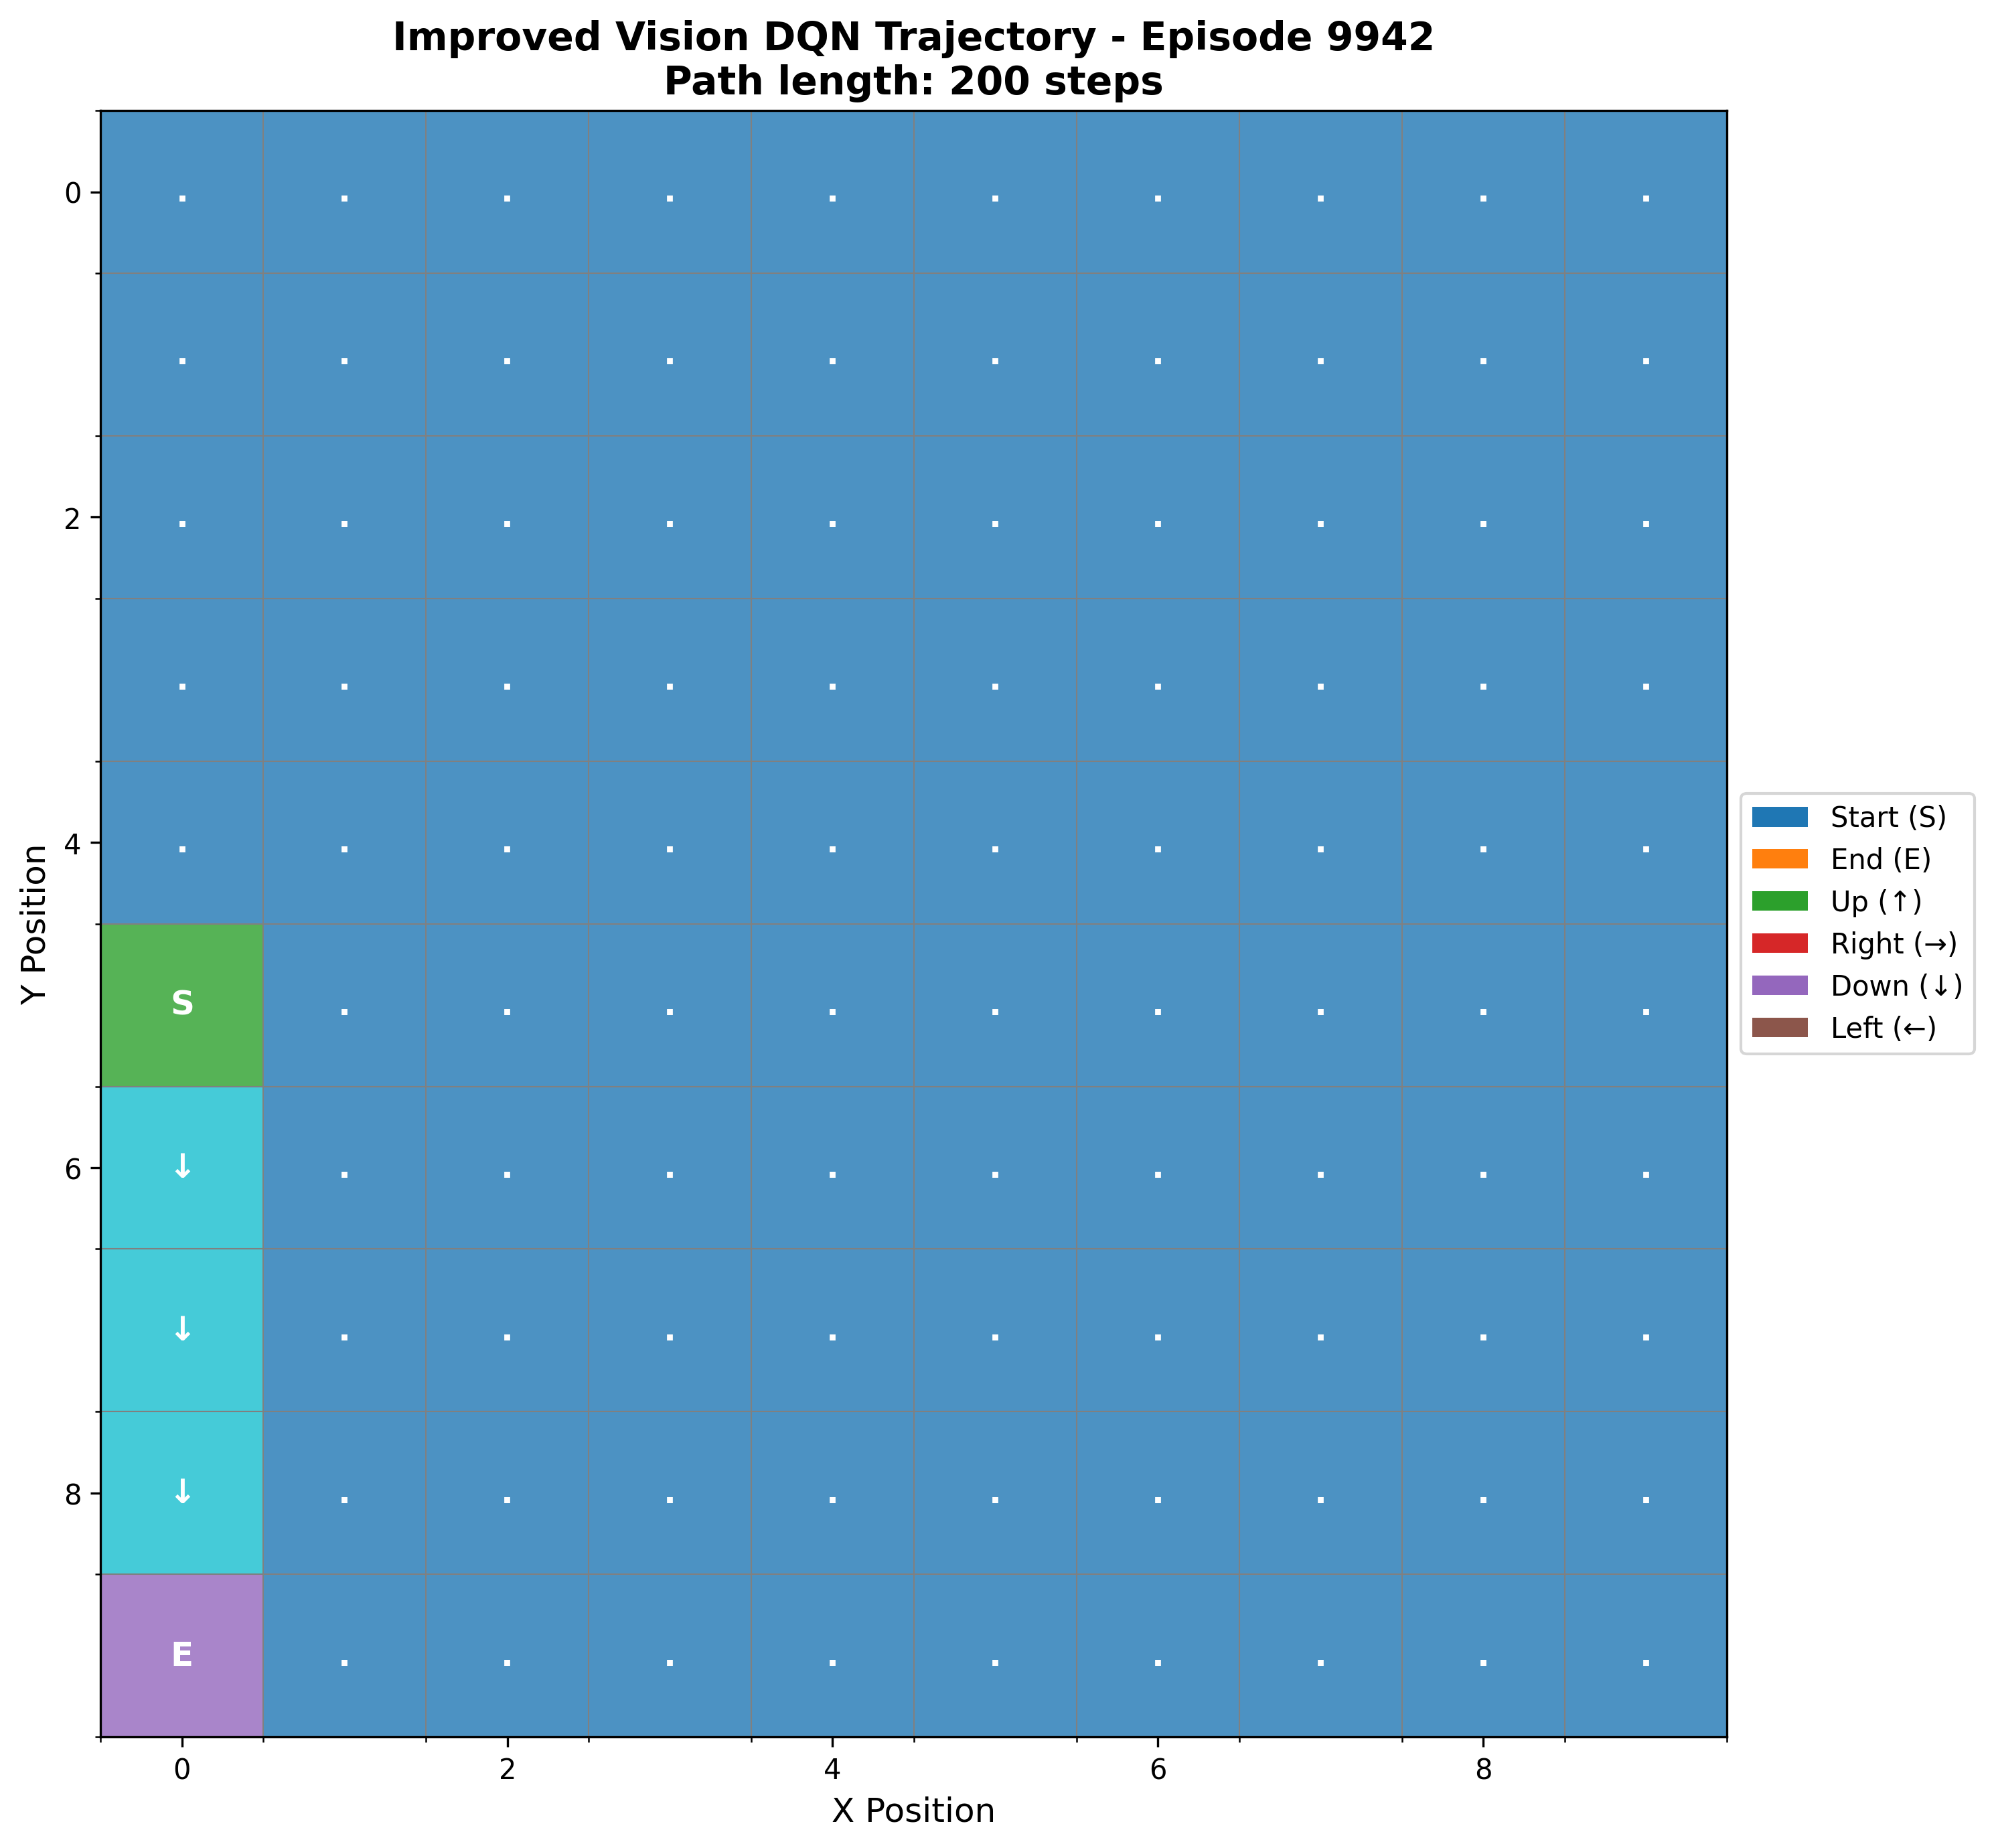 Improved Vision DQN Trajectory - Episode 9942
Path length: 200 steps
0
2
4
Y Position
S
6
↓
↓
8
↓
E
0 2 4 6 8
X Position
Start (S)
End (E)
Up (↑)
Right (→)
Down (↓)
Left (←)